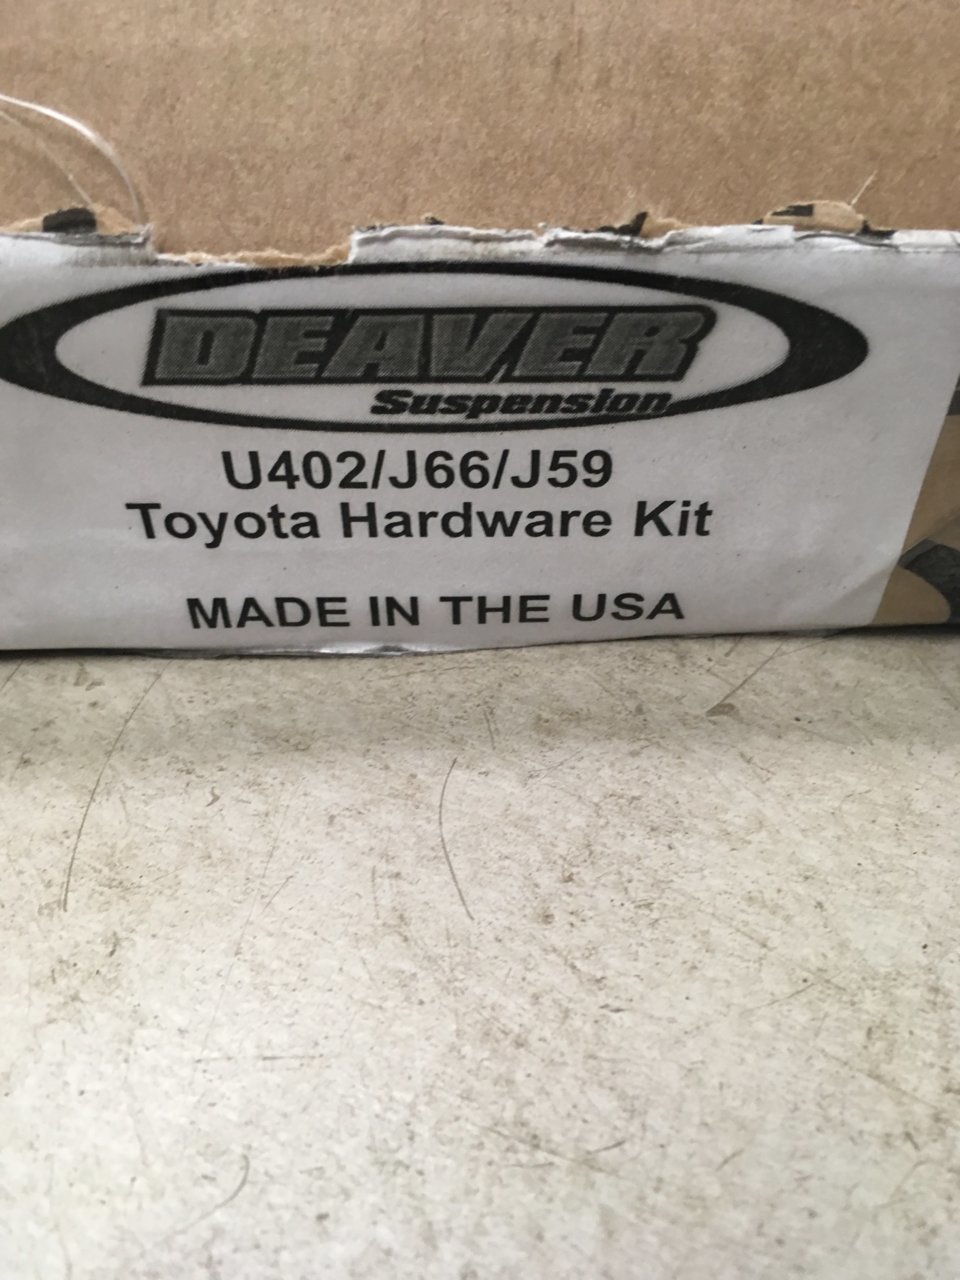 DEAVER
Suspension
U402/J66/J59
Toyota Hardware Kit
MADE IN THE USA